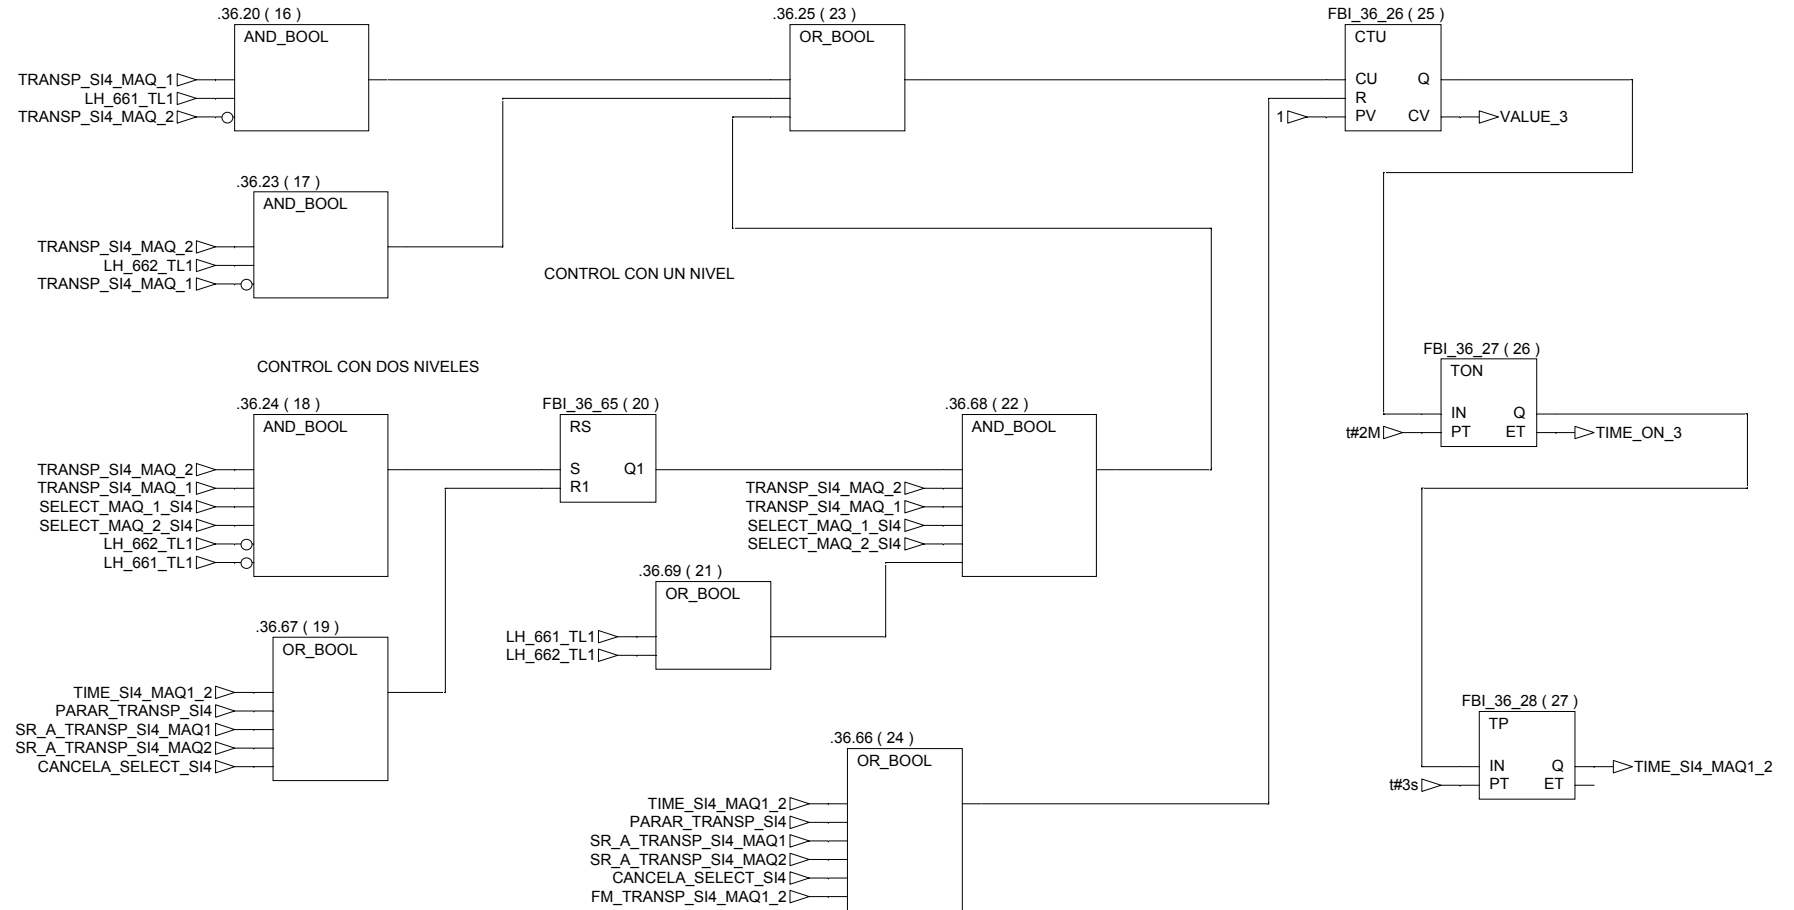 .36.20 ( 16 )
AND_BOOL
TRANSP_SI4_MAQ_1
LH_661_TL1
TRANSP_SI4_MAQ_2
.36.25 ( 23 )
OR_BOOL
FBI_36_26 ( 25 )
CTU
CU Q
R
1 PV CV VALUE_3
.36.23 ( 17 )
AND_BOOL
TRANSP_SI4_MAQ_2
LH_662_TL1
TRANSP_SI4_MAQ_1
CONTROL CON UN NIVEL
CONTROL CON DOS NIVELES
FBI_36_27 ( 26 )
TON
IN Q
t#2M PT ET TIME_ON_3
.36.24 ( 18 )
AND_BOOL
TRANSP_SI4_MAQ_2
TRANSP_SI4_MAQ_1
SELECT_MAQ_1_SI4
SELECT_MAQ_2_SI4
LH_662_TL1
LH_661_TL1
FBI_36_65 ( 20 )
RS
S Q1
R1
.36.68 ( 22 )
AND_BOOL
TRANSP_SI4_MAQ_2
TRANSP_SI4_MAQ_1
SELECT_MAQ_1_SI4
SELECT_MAQ_2_SI4
.36.69 ( 21 )
OR_BOOL
LH_661_TL1
LH_662_TL1
.36.67 ( 19 )
OR_BOOL
TIME_SI4_MAQ1_2
PARAR_TRANSP_SI4
SR_A_TRANSP_SI4_MAQ1
SR_A_TRANSP_SI4_MAQ2
CANCELA_SELECT_SI4
.36.66 ( 24 )
OR_BOOL
TIME_SI4_MAQ1_2
PARAR_TRANSP_SI4
SR_A_TRANSP_SI4_MAQ1
SR_A_TRANSP_SI4_MAQ2
CANCELA_SELECT_SI4
FM_TRANSP_SI4_MAQ1_2
FBI_36_28 ( 27 )
TP
IN Q TIME_SI4_MAQ1_2
t#3s PT ET